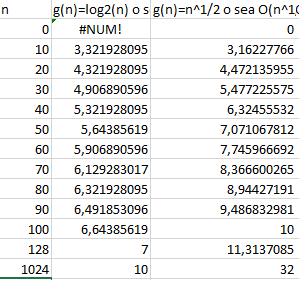 n g(n)=log2(n) o s g(n)=n^1/2 o sea O(n^10
0 #NUM! 0
10 3,321928095 3,16227766
20 4,321928095 4,472135955
30 4,906890596 5,477225575
40 5,321928095 6,32455532
50 5,64385619 7,071067812
60 5,906890596 7,745966692
70 6,129283017 8,366600265
80 6,321928095 8,94427191
90 6,491853096 9,486832981
100 6,64385619 10
128 7 11,3137085
1024 10 32